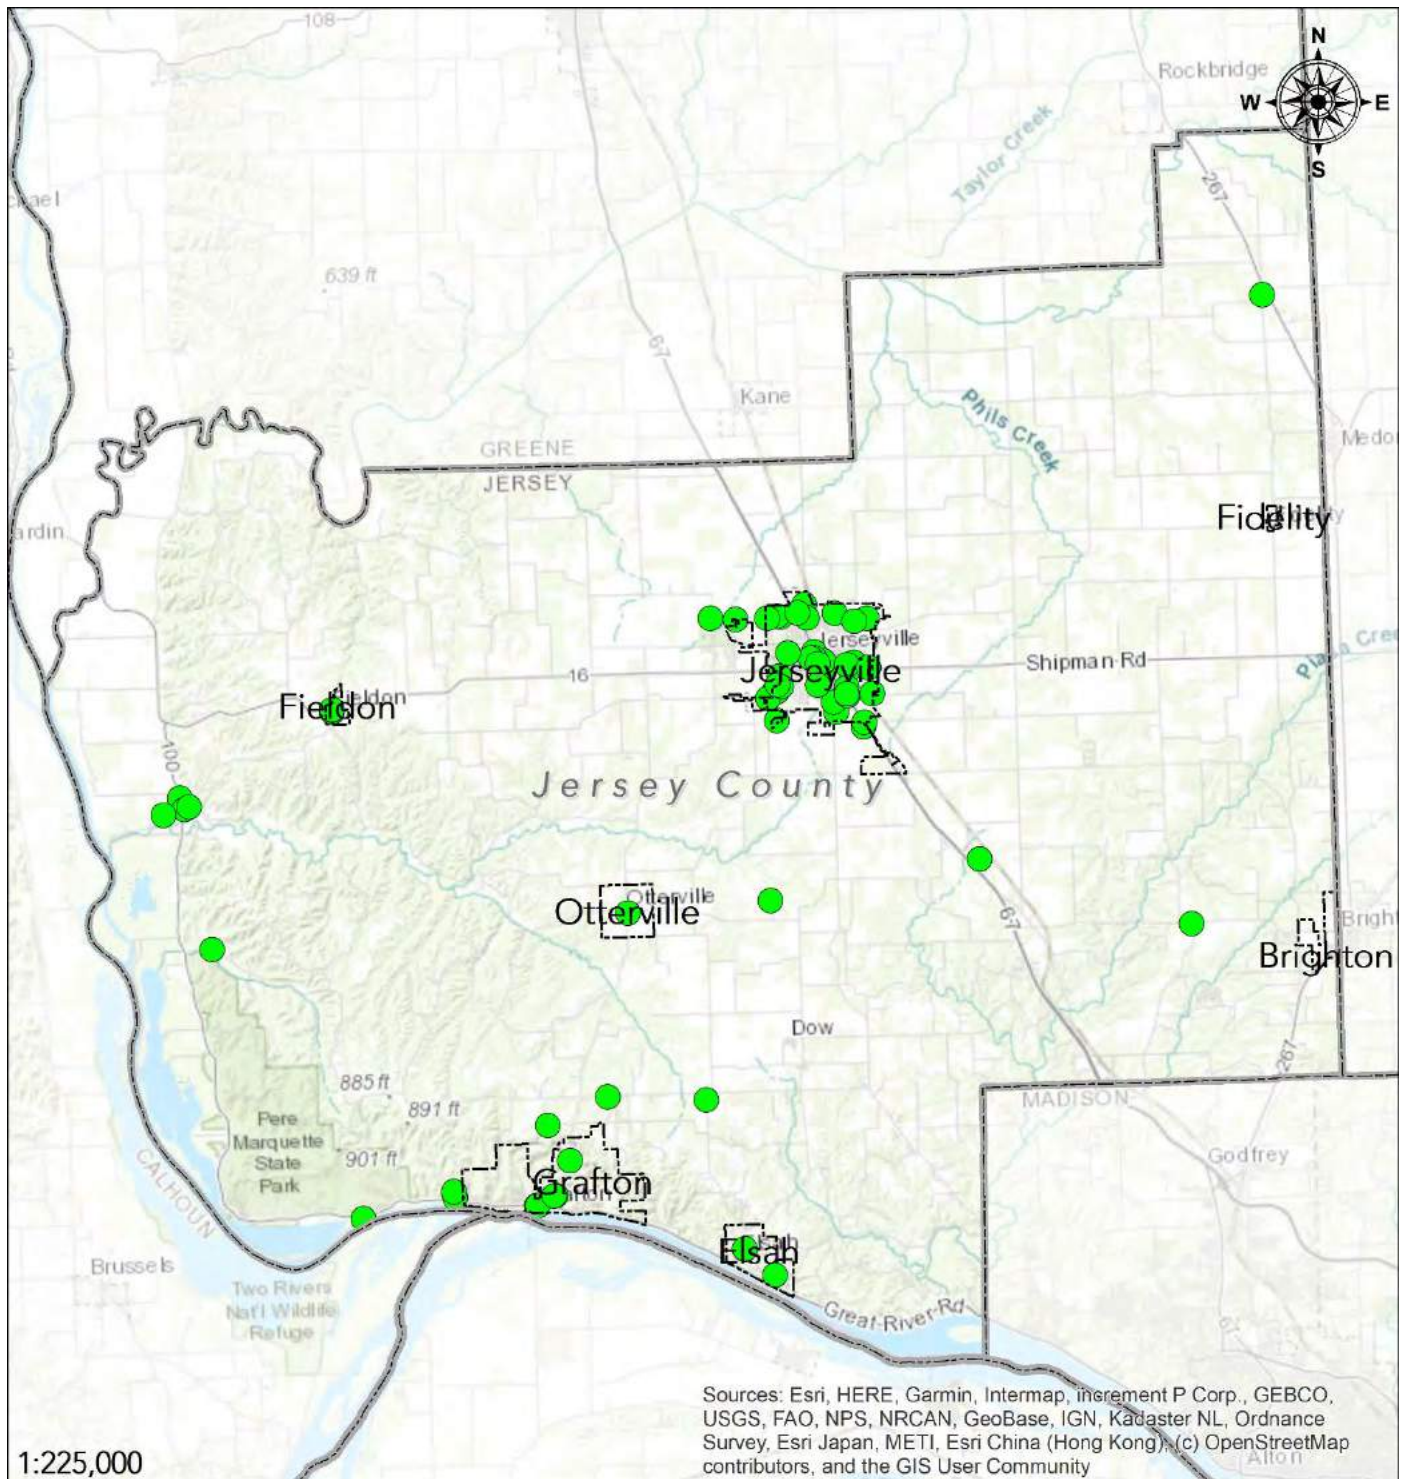 108
N
Rockbridge
W
E
S
Taylor Creek
267
639 ft
67
Kane
Phils Creek
GREENE
JERSEY
Fidelity
Jerseyville
Jerseyville
Shipman Rd
16
Fieldon
100
Jersey County
Otterville
Otterville
67
Brighton
Dow
267
885 ft
891 ft
MADISON
Pere
Marquette
State
Park
901 ft
Godfrey
CALHOUN
Grafton
Elsah
Brussels
Two Rivers
Nat'l Wildlife
Refuge
Great River Rd
67
Sources: Esri, HERE, Garmin, Intermap, increment P Corp., GEBCO,
USGS, FAO, NPS, NRCAN, GeoBase, IGN, Kadaster NL, Ordnance
Survey, Esri Japan, METI, Esri China (Hong Kong), (c) OpenStreetMap
contributors, and the GIS User Community
Alton
1:225,000